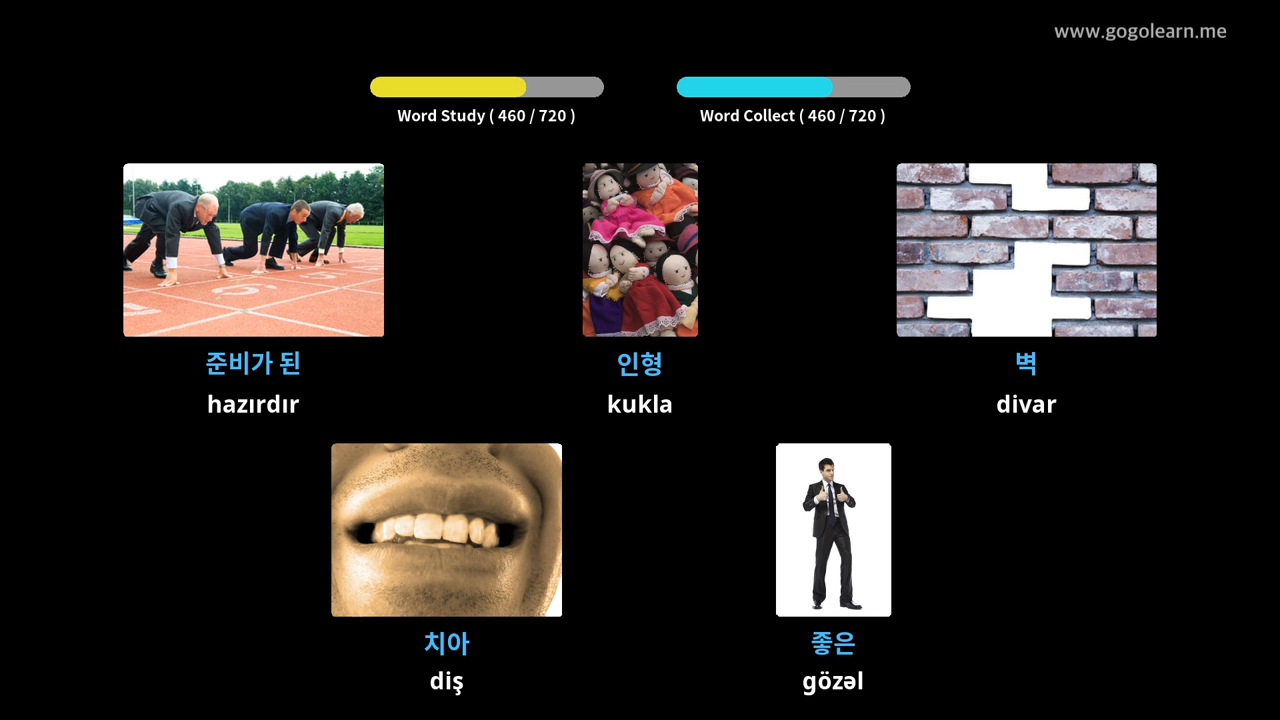 www.gogolearn.me
Word Study ( 460 / 720 )
Word Collect ( 460 / 720 )
준비가 된
hazırdır
인형
kukla
벽
divar
치아
diş
좋은
gözəl